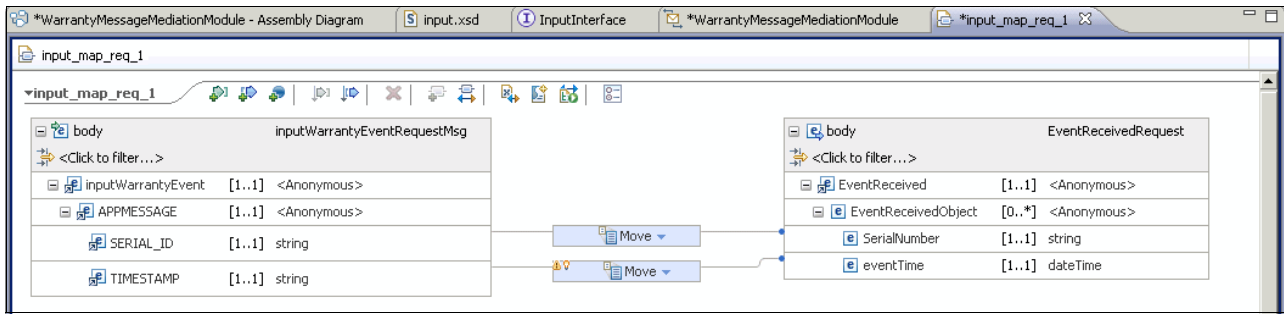 *WarrantyMessageMediationModule - Assembly Diagram input.xsd InputInterface *WarrantyMessageMediationModule *input_map_req_1
input_map_req_1
*input_map_req_1
body inputWarrantyEventRequestMsg body EventReceivedRequest
<Click to filter...> <Click to filter...>
inputWarrantyEvent [1..1] <Anonymous> EventReceived [1..1] <Anonymous>
APPMESSAGE [1..1] <Anonymous> EventReceivedObject [0..*] <Anonymous>
SERIAL_ID [1..1] string Move SerialNumber [1..1] string
TIMESTAMP [1..1] string Move eventTime [1..1] dateTime